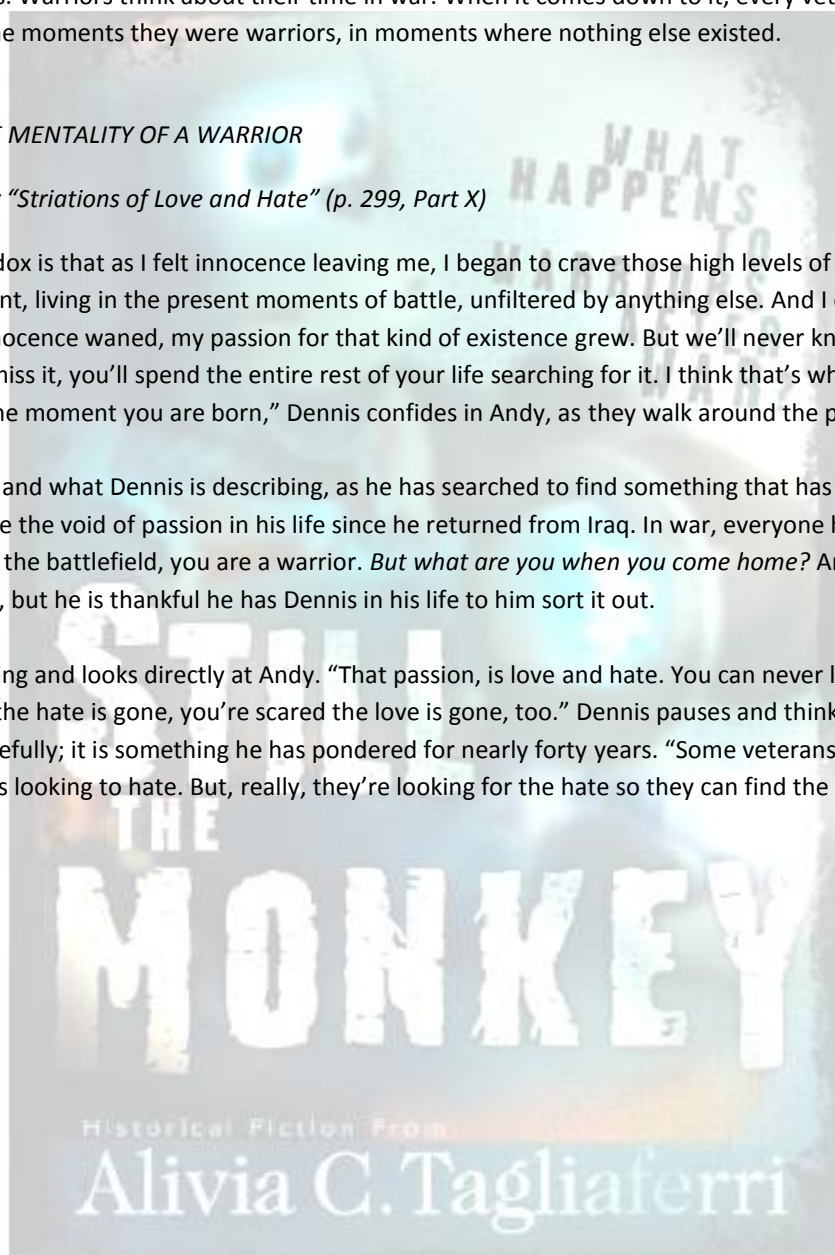 s. Warriors think about their time in war. When it comes down to it, every vet
ne moments they were warriors, in moments where nothing else existed.
MENTALITY OF A WARRIOR
“Striations of Love and Hate” (p. 299, Part X)
dox is that as I felt innocence leaving me, I began to crave those high levels of
nt, living in the present moments of battle, unfiltered by anything else. And I
nocence waned, my passion for that kind of existence grew. But we’ll never kn
miss it, you’ll spend the entire rest of your life searching for it. I think that’s wh
he moment you are born,” Dennis confides in Andy, as they walk around the p
and what Dennis is describing, as he has searched to find something that has
e the void of passion in his life since he returned from Iraq. In war, everyone h
the battlefield, you are a warrior. But what are you when you come home? An
, but he is thankful he has Dennis in his life to him sort it out.
ing and looks directly at Andy. “That passion, is love and hate. You can never l
the hate is gone, you’re scared the love is gone, too.” Dennis pauses and think
efully; it is something he has pondered for nearly forty years. “Some veterans
s looking to hate. But, really, they’re looking for the hate so they can find the
WHAT
HAPPENS
TO
WARRIORS
AFTER
WAR?
STILL
THE
MONKEY
Historical Fiction From
Alivia C. Tagliaferri